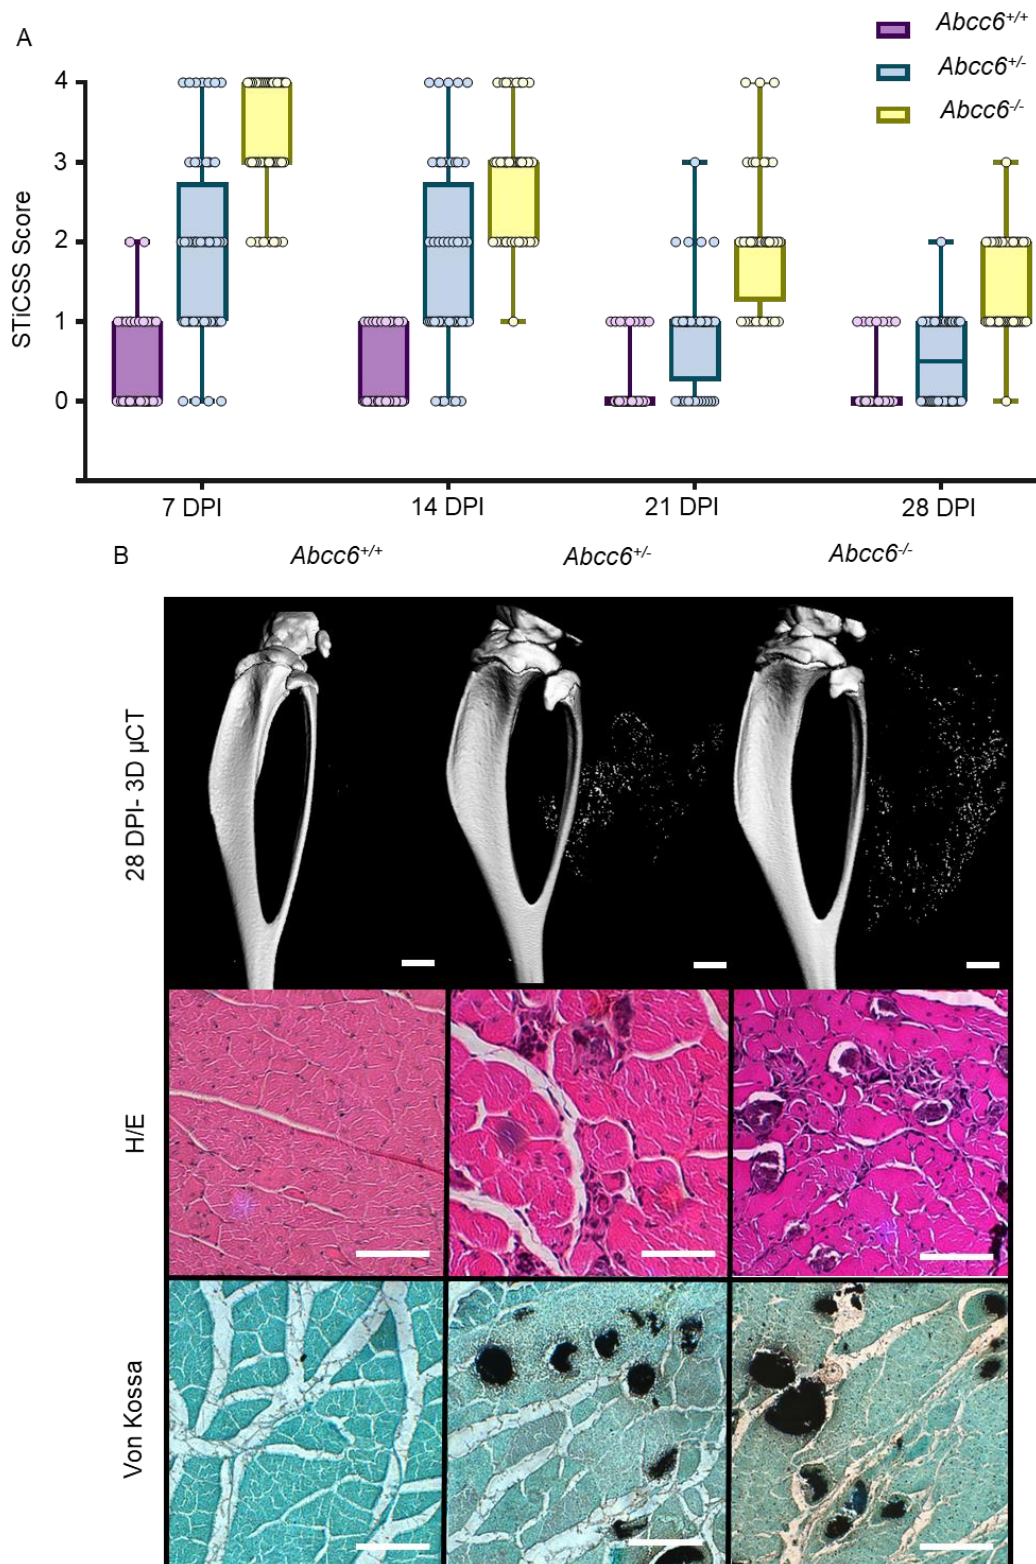 A
Abcc6+/+
Abcc6+/-
Abcc6-/-
STiCSS Score
4
3
2
1
0
7 DPI
14 DPI
21 DPI
28 DPI
B
Abcc6+/+
Abcc6+/-
Abcc6-/-
28 DPI- 3D µCT
H/E
Von Kossa